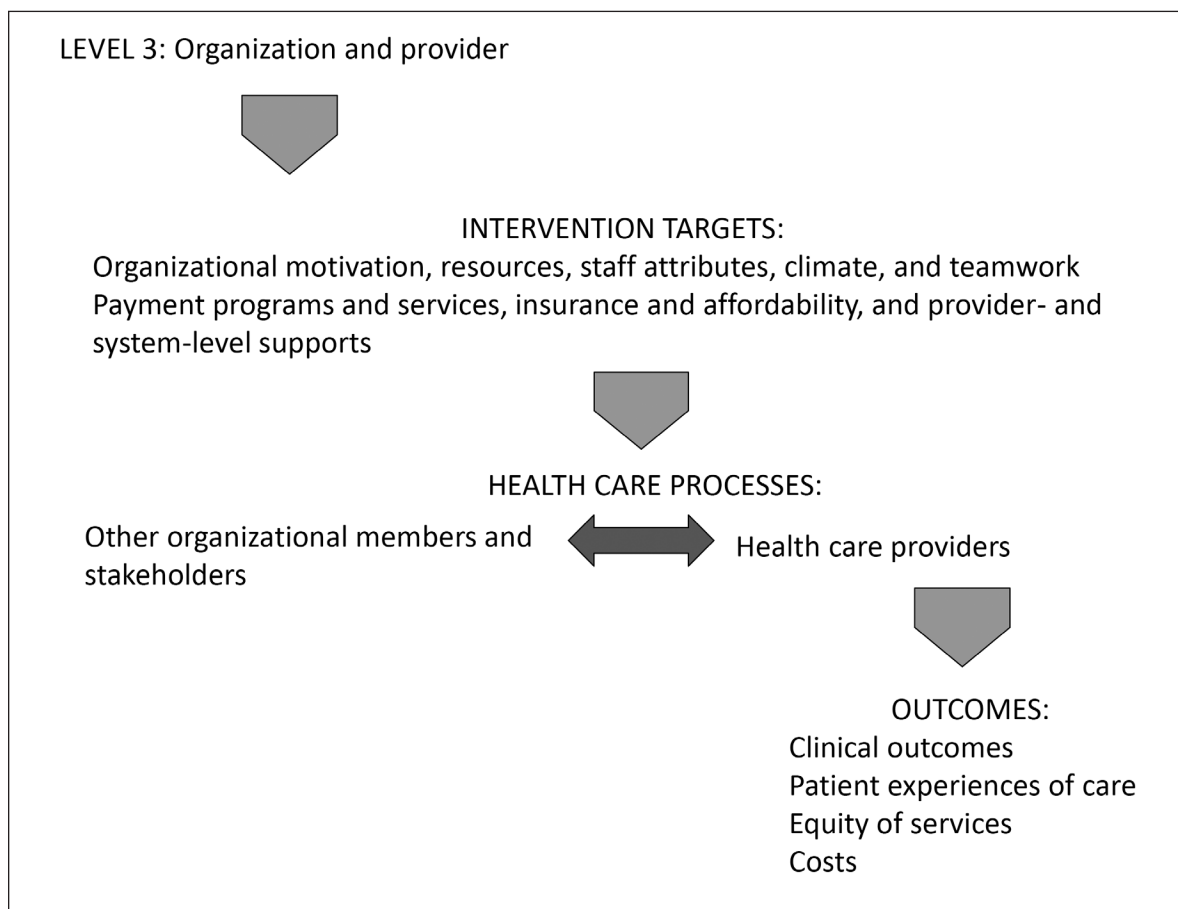 LEVEL 3: Organization and provider
INTERVENTION TARGETS:
Organizational motivation, resources, staff attributes, climate, and teamwork
Payment programs and services, insurance and affordability, and provider- and
system-level supports
HEALTH CARE PROCESSES:
Other organizational members and
stakeholders
Health care providers
OUTCOMES:
Clinical outcomes
Patient experiences of care
Equity of services
Costs